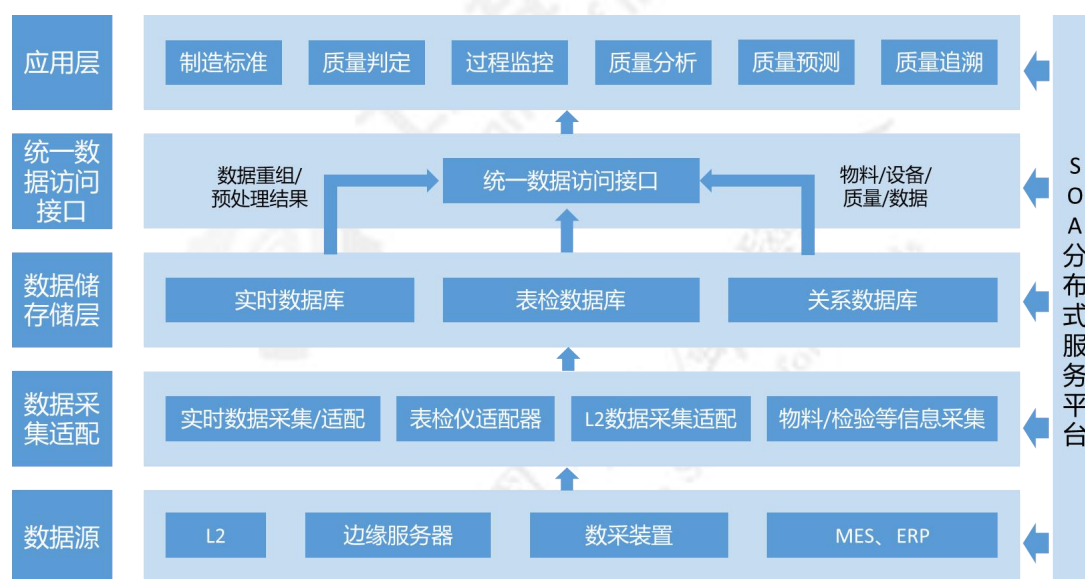 应用层
制造标准
质量判定
过程监控
质量分析
质量预测
质量追溯
统一数
据访问
接口
数据重组/
预处理结果
统一数据访问接口
物料/设备/
质量/数据
数据储
存储层
实时数据库
表检数据库
关系数据库
数据采
集适配
实时数据采集/适配
表检仪适配器
L2数据采集适配
物料/检验等信息采集
数据源
L2
边缘服务器
数采装置
MES、ERP
SOA分布式服务平台